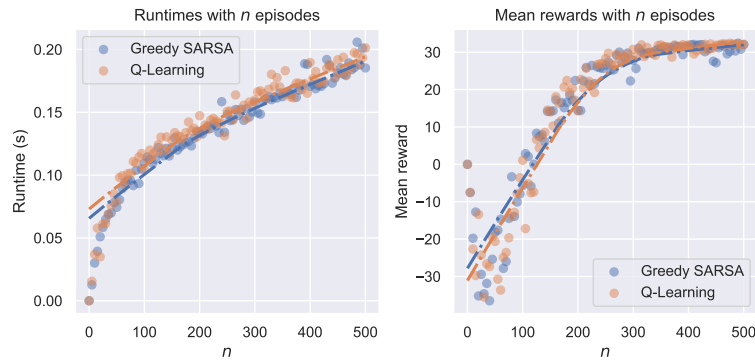 Runtimes with n episodes
0.20
0.15
0.10
0.05
0.00
Runtime (s)
Greedy SARSA
Q-Learning
0 100 200 300 400 500
n
Mean rewards with n episodes
30
20
10
0
−10
−20
−30
Mean reward
Greedy SARSA
Q-Learning
0 100 200 300 400 500
n